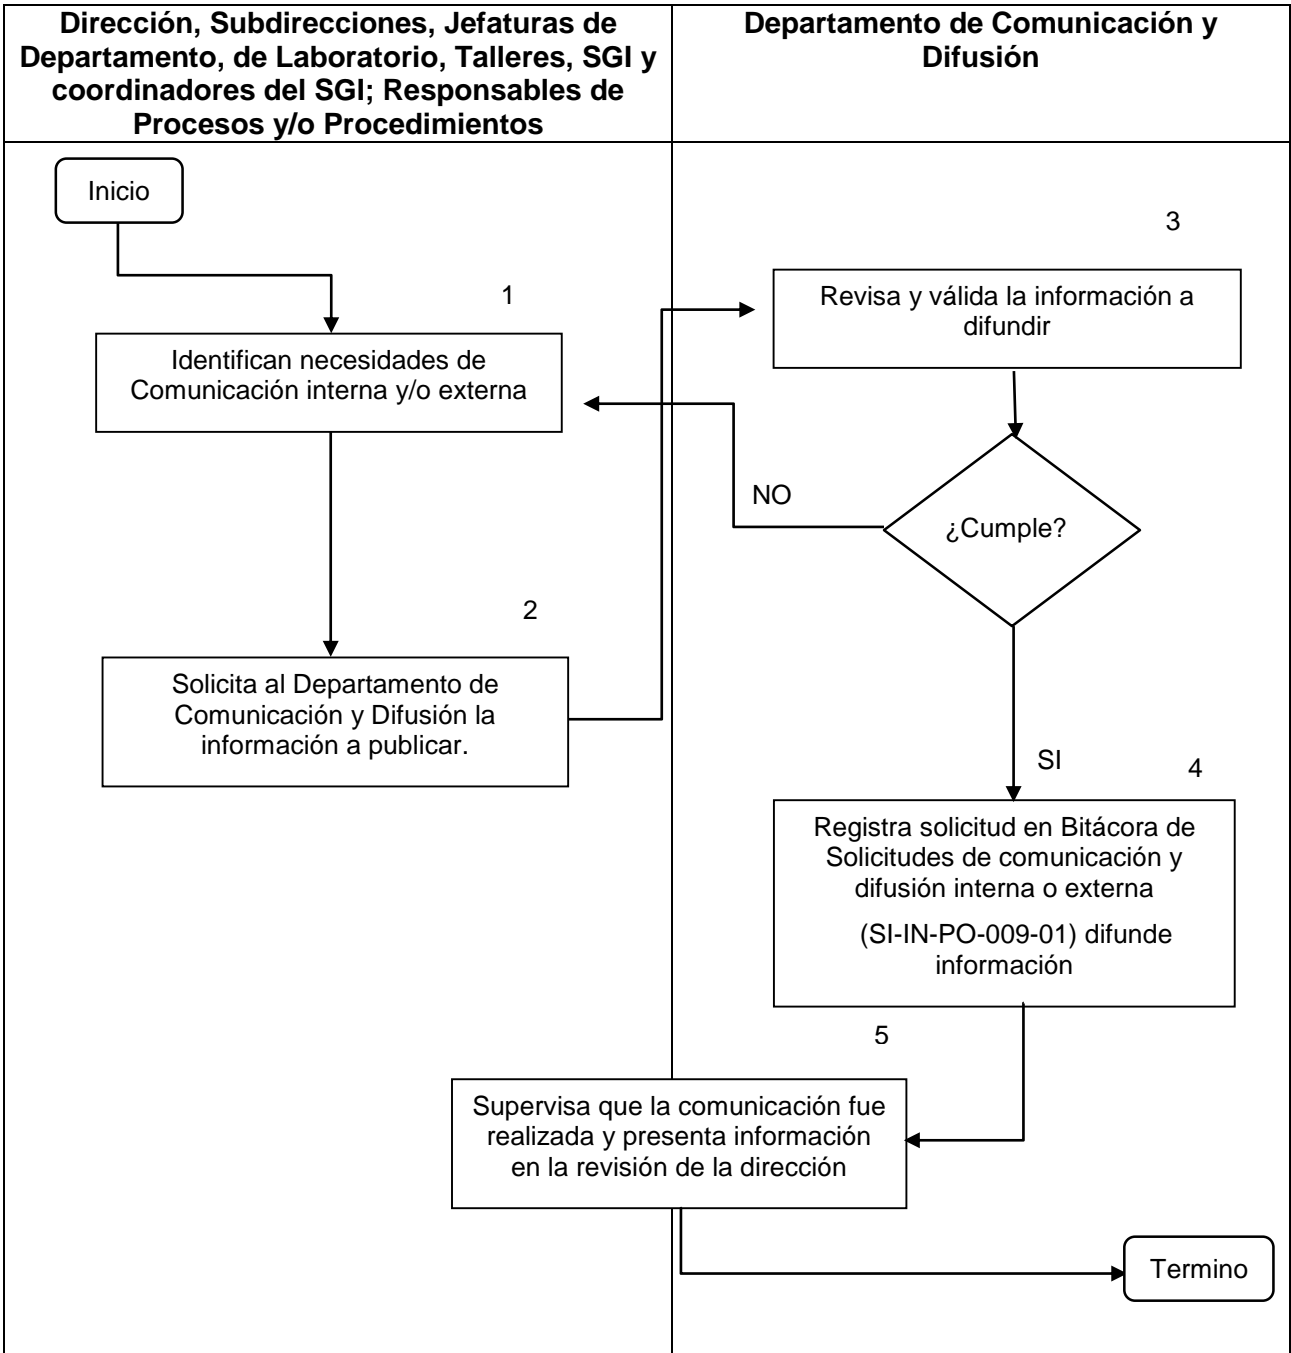 Dirección, Subdirecciones, Jefaturas de
Departamento, de Laboratorio, Talleres, SGI y
coordinadores del SGI; Responsables de
Procesos y/o Procedimientos
Departamento de Comunicación y
Difusión
Inicio
1
Identifican necesidades de
Comunicación interna y/o externa
2
Solicita al Departamento de
Comunicación y Difusión la
información a publicar.
3
Revisa y válida la información a
difundir
¿Cumple?
NO
SI
4
Registra solicitud en Bitácora de
Solicitudes de comunicación y
difusión interna o externa
(SI-IN-PO-009-01) difunde
información
5
Supervisa que la comunicación fue
realizada y presenta información
en la revisión de la dirección
Termino